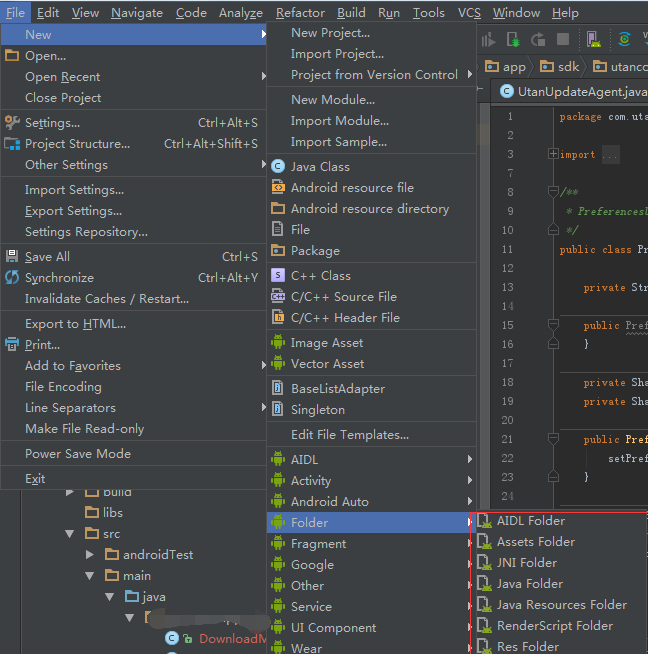 File Edit View Navigate Code Analyze Refactor Build Run Tools VCS Window Help
New
Open...
Open Recent
Close Project
Settings... Ctrl+Alt+S
Project Structure... Ctrl+Alt+Shift+S
Other Settings
Import Settings...
Export Settings...
Settings Repository...
Save All Ctrl+S
Synchronize Ctrl+Alt+Y
Invalidate Caches / Restart...
Export to HTML...
Print...
Add to Favorites
File Encoding
Line Separators
Make File Read-only
Power Save Mode
Exit
build
libs
src
androidTest
main
java
DownloadM
New Project...
Import Project...
Project from Version Control
New Module...
Import Module...
Import Sample...
Java Class
Android resource file
Android resource directory
File
Package
C++ Class
C/C++ Source File
C/C++ Header File
Image Asset
Vector Asset
BaseListAdapter
Singleton
Edit File Templates...
AIDL
Activity
Android Auto
Folder
Fragment
Google
Other
Service
UI Component
Wear
app sdk utanco
UtanUpdateAgent.java
1 package com.uta
2
3 import ...
7
8 /**
9 * Preferences
10 */
11 public class Pr
12
13 private Str
14
15 public Pref
16 }
17
18 private Sha
19 private Sha
20
21 public Pref
22 setPref
23 }
24
AIDL Folder
Assets Folder
JNI Folder
Java Folder
Java Resources Folder
RenderScript Folder
Res Folder